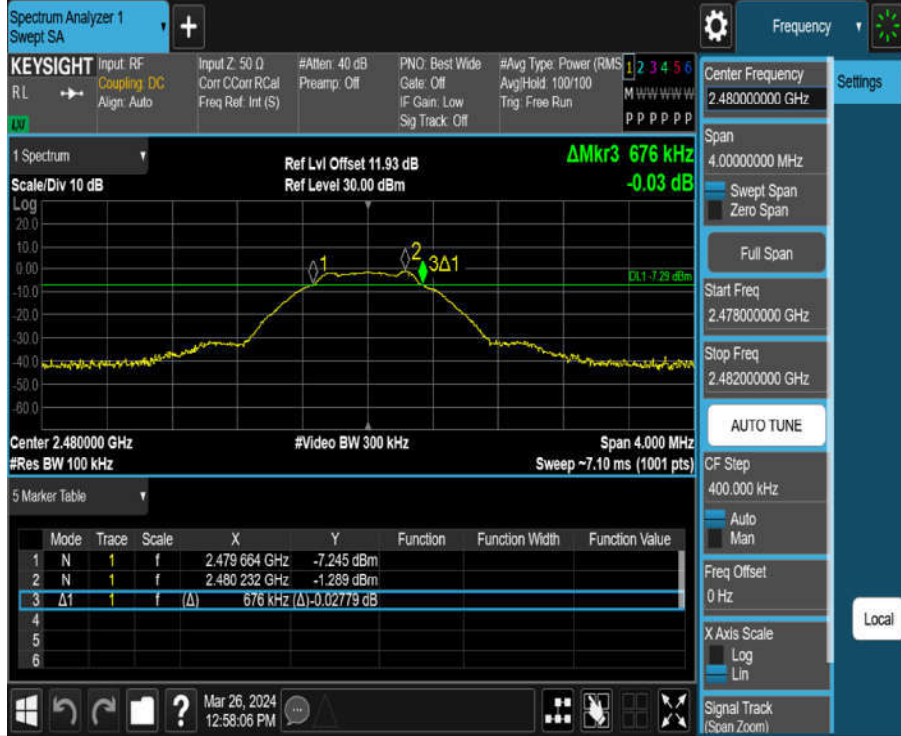 Spectrum Analyzer 1
Swept SA
+
Frequency
KEYSIGHT
RL
Input: RF
Coupling: DC
Align: Auto
Input Z: 50 Ω
Corr CCorr RCal
Freq Ref: Int (S)
#Atten: 40 dB
Preamp: Off
PNO: Best Wide
Gate: Off
IF Gain: Low
Sig Track: Off
#Avg Type: Power (RMS
Avg|Hold: 100/100
Trig: Free Run
1 2 3 4 5 6
M W W W W W
P P P P P P
1 Spectrum
Scale/Div 10 dB
Ref Lvl Offset 11.93 dB
Ref Level 30.00 dBm
ΔMkr3 676 kHz
-0.03 dB
Log
20.0
10.0
0.00
-10.0
-20.0
-30.0
-40.0
-50.0
-60.0
1
2
3Δ1
DL1 -7.29 dBm
Center 2.480000 GHz
#Res BW 100 kHz
#Video BW 300 kHz
Span 4.000 MHz
Sweep ~7.10 ms (1001 pts)
5 Marker Table
Mode Trace Scale X Y Function Function Width Function Value
1 N 1 f 2.479 664 GHz -7.245 dBm
2 N 1 f 2.480 232 GHz -1.289 dBm
3 Δ1 1 f (Δ) 676 kHz (Δ)-0.02779 dB
4
5
6
?
Mar 26, 2024
12:58:06 PM
Center Frequency
2.480000000 GHz
Settings
Span
4.00000000 MHz
Swept Span
Zero Span
Full Span
Start Freq
2.478000000 GHz
Stop Freq
2.482000000 GHz
AUTO TUNE
CF Step
400.000 kHz
Auto
Man
Freq Offset
0 Hz
X Axis Scale
Log
Lin
Local
Signal Track
(Span Zoom)